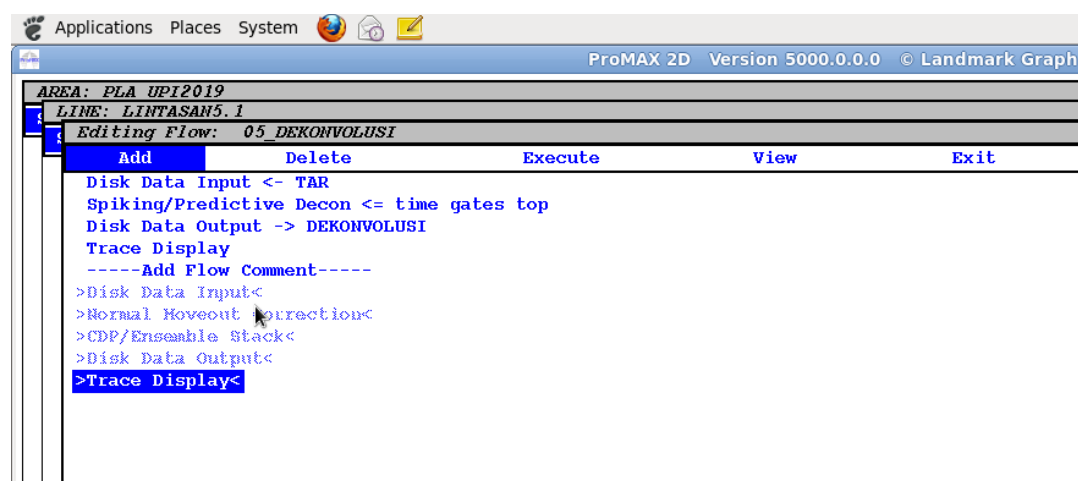 Applications Places System
ProMAX 2D Version 5000.0.0.0 © Landmark Graph
AREA: PLA UPI2019
LINE: LINTASAN5.1
Editing Flow: 05_DEKONVOLUSI
Add Delete Execute View Exit
Disk Data Input <- TAR
Spiking/Predictive Decon <= time gates top
Disk Data Output -> DEKONVOLUSI
Trace Display
-----Add Flow Comment-----
>Disk Data Input<
>Normal Moveout Correction<
>CDP/Ensemble Stack<
>Disk Data Output<
>Trace Display<